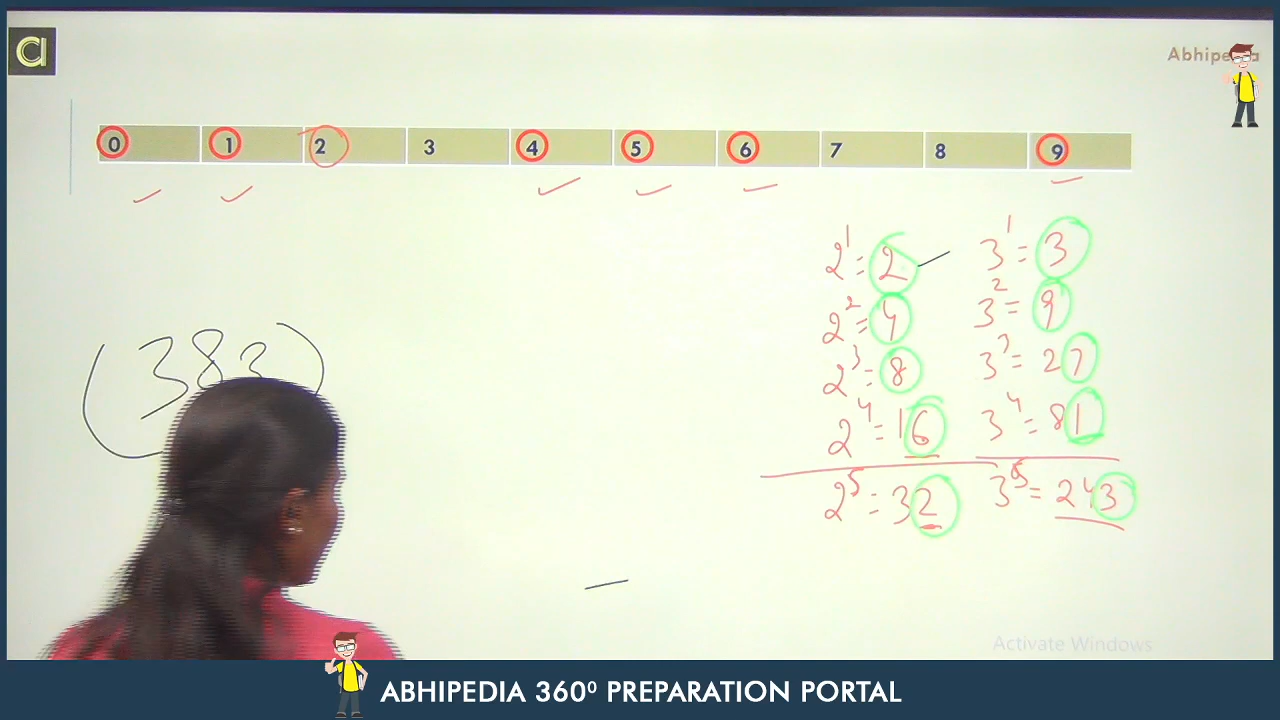 a
Abhipe
0 1 2 3 4 5 6 7 8 9
2¹ = 2 3¹ = 3
2² = 4 3² = 9
2³ = 8 3³ = 27
(383)
2⁴ = 16 3⁴ = 81
2⁵ = 32 3⁵ = 243
Activate Windows
ABHIPEDIA 360⁰ PREPARATION PORTAL